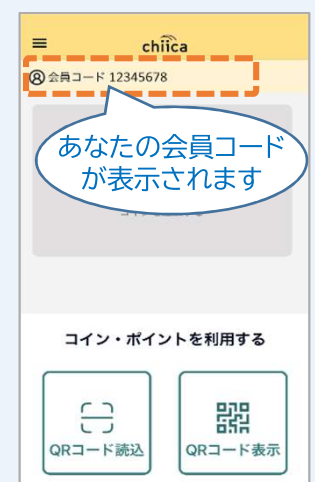 chiica
会員コード 12345678
あなたの会員コード
が表示されます
コイン・ポイントを利用する
QRコード読込
QRコード表示